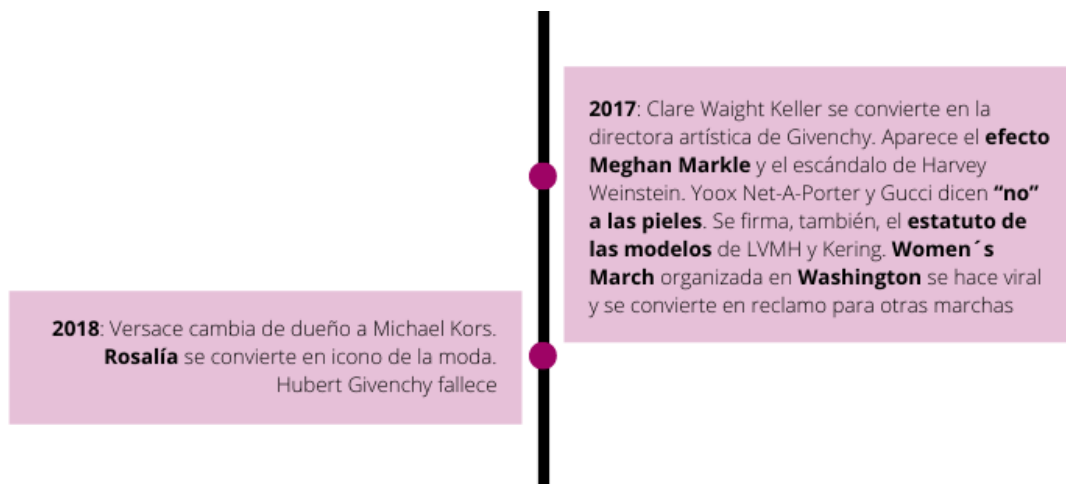 2017: Clare Waight Keller se convierte en la
directora artística de Givenchy. Aparece el efecto
Meghan Markle y el escándalo de Harvey
Weinstein. Yoox Net-A-Porter y Gucci dicen “no”
a las pieles. Se firma, también, el estatuto de
las modelos de LVMH y Kering. Women´s
March organizada en Washington se hace viral
y se convierte en reclamo para otras marchas
2018: Versace cambia de dueño a Michael Kors.
Rosalía se convierte en icono de la moda.
Hubert Givenchy fallece